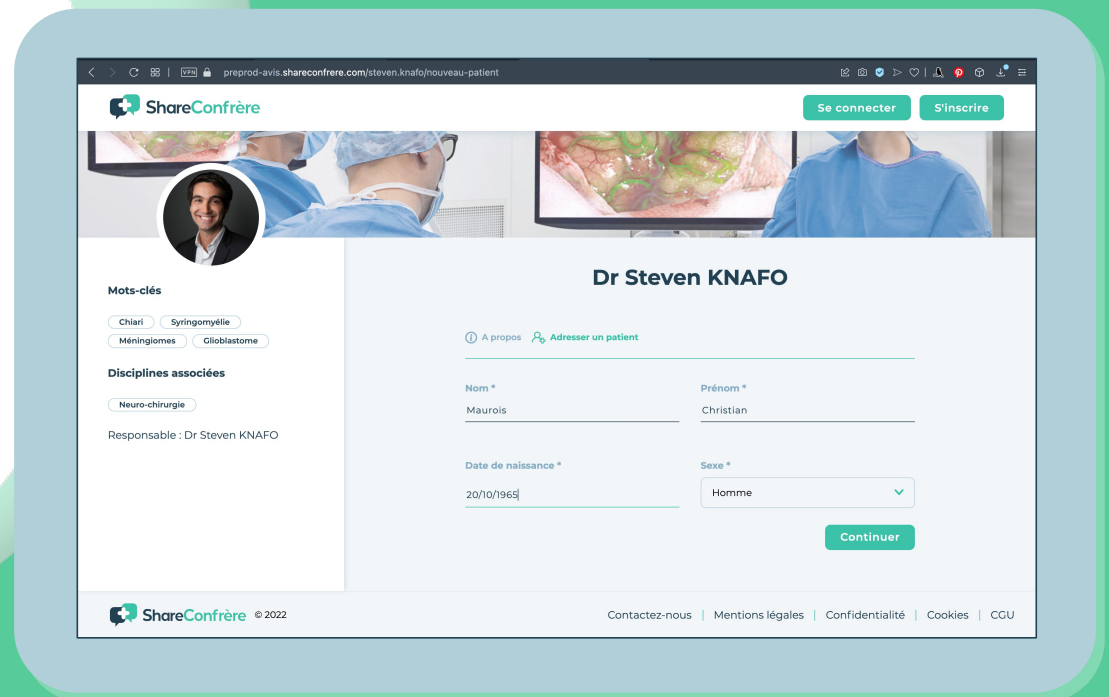 VPN preprod-avis.shareconfrere.com/steven.knafo/nouveau-patient
ShareConfrère
Se connecter S'inscrire
Dr Steven KNAFO
Mots-clés
Chiari Syringomyélie
Méningiomes Glioblastome
Disciplines associées
Neuro-chirurgie
Responsable : Dr Steven KNAFO
A propos Adresser un patient
Nom * Prénom *
Maurois Christian
Date de naissance * Sexe *
20/10/1965 Homme
Continuer
ShareConfrère © 2022 Contactez-nous | Mentions légales | Confidentialité | Cookies | CGU